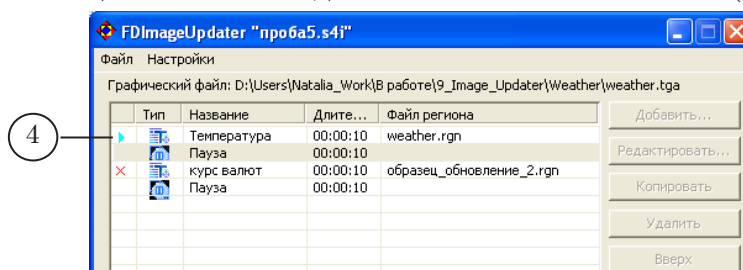 FDImageUpdater "проба5.s4i"
Файл Настройки
Графический файл: D:\Users\Natalia_Work\В работе\9_Image_Updater\Weather\weather.tga
Тип Название Длите... Файл региона
Добавить...
4
Температура 00:00:10 weather.rgn
Пауза 00:00:10
Редактировать...
курс валют 00:00:10 образец_обновление_2.rgn
Пауза 00:00:10
Копировать
Удалить
Вверх